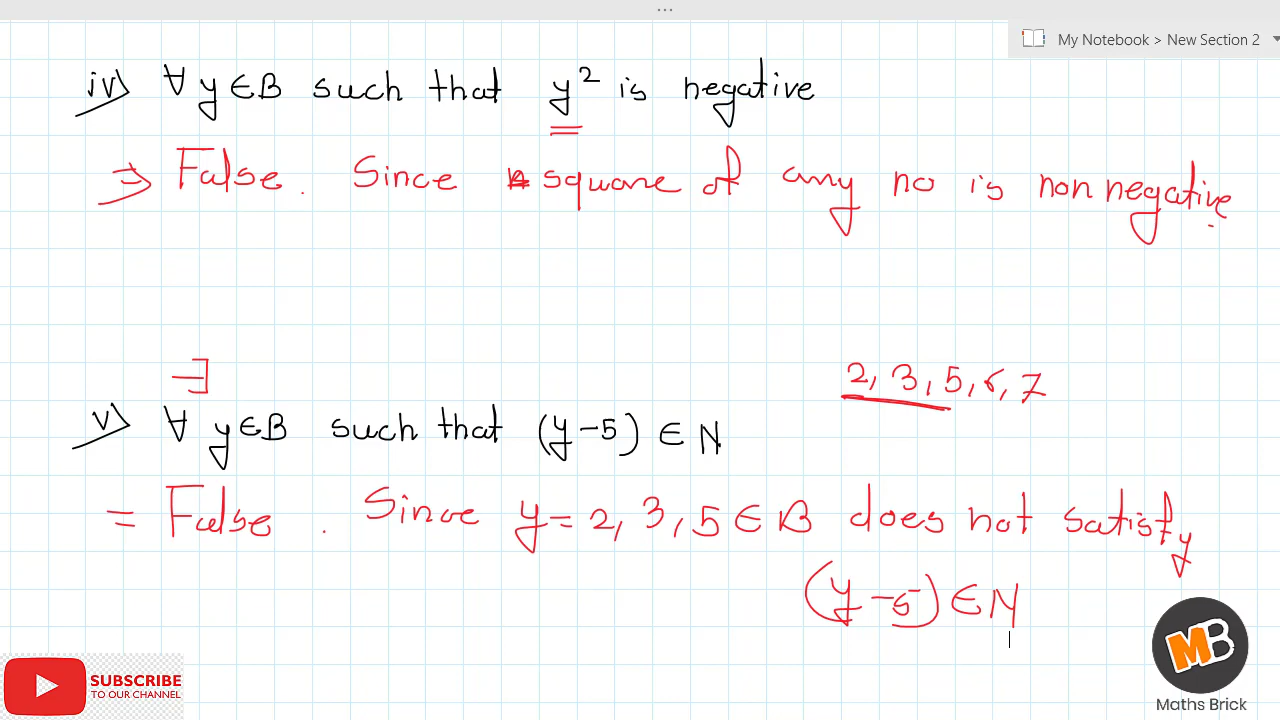 ...
My Notebook > New Section 2
iv) ∀ y∈B such that y² is negative
⇒ False. Since square of any no is non negative.
∃
2, 3, 5, 6, 7
v) ∀ y∈B such that (y-5) ∈ N
= False. Since y = 2, 3, 5 ∈ B does not satisfy
(y-5) ∈ N
SUBSCRIBE
TO OUR CHANNEL
MB
Maths Brick